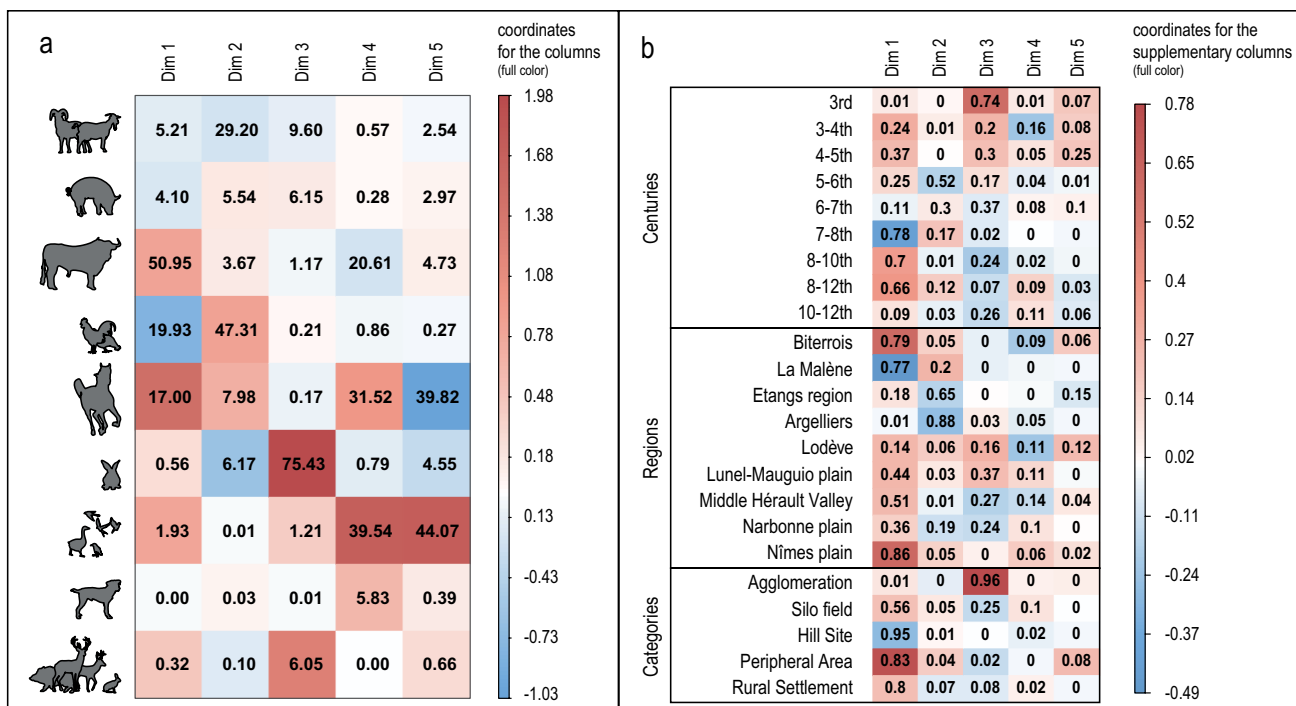 a
Dim 1 Dim 2 Dim 3 Dim 4 Dim 5
coordinates
for the columns
(full color)
5.21 29.20 9.60 0.57 2.54
4.10 5.54 6.15 0.28 2.97
50.95 3.67 1.17 20.61 4.73
19.93 47.31 0.21 0.86 0.27
17.00 7.98 0.17 31.52 39.82
0.56 6.17 75.43 0.79 4.55
1.93 0.01 1.21 39.54 44.07
0.00 0.03 0.01 5.83 0.39
0.32 0.10 6.05 0.00 0.66
1.98
1.68
1.38
1.08
0.78
0.48
0.18
0.13
-0.43
-0.73
-1.03
b
Dim 1 Dim 2 Dim 3 Dim 4 Dim 5
coordinates for the
supplementary columns
(full color)
Centuries
3rd 0.01 0 0.74 0.01 0.07
3-4th 0.24 0.01 0.2 0.16 0.08
4-5th 0.37 0 0.3 0.05 0.25
5-6th 0.25 0.52 0.17 0.04 0.01
6-7th 0.11 0.3 0.37 0.08 0.1
7-8th 0.78 0.17 0.02 0 0
8-10th 0.7 0.01 0.24 0.02 0
8-12th 0.66 0.12 0.07 0.09 0.03
10-12th 0.09 0.03 0.26 0.11 0.06
Regions
Biterrois 0.79 0.05 0 0.09 0.06
La Malène 0.77 0.2 0 0 0
Etangs region 0.18 0.65 0 0 0.15
Argelliers 0.01 0.88 0.03 0.05 0
Lodève 0.14 0.06 0.16 0.11 0.12
Lunel-Mauguio plain 0.44 0.03 0.37 0.11 0
Middle Hérault Valley 0.51 0.01 0.27 0.14 0.04
Narbonne plain 0.36 0.19 0.24 0.1 0
Nîmes plain 0.86 0.05 0 0.06 0.02
Categories
Agglomeration 0.01 0 0.96 0 0
Silo field 0.56 0.05 0.25 0.1 0
Hill Site 0.95 0.01 0 0.02 0
Peripheral Area 0.83 0.04 0.02 0 0.08
Rural Settlement 0.8 0.07 0.08 0.02 0
0.78
0.65
0.52
0.4
0.27
0.14
0.02
-0.11
-0.24
-0.37
-0.49